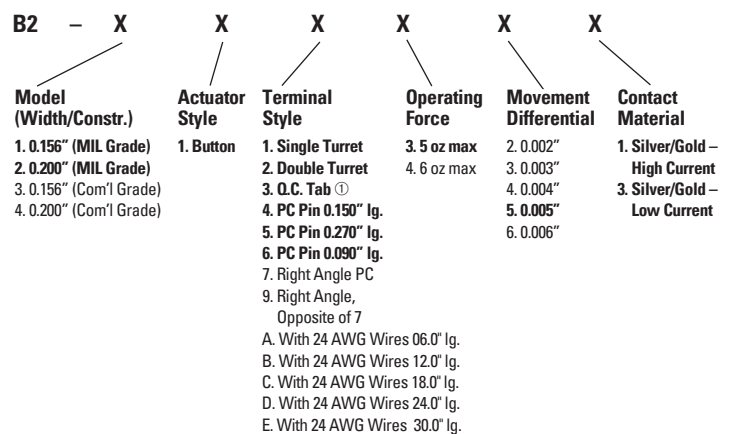 B2 – X X X X X X
Model
(Width/Constr.)
1. 0.156" (MIL Grade)
2. 0.200" (MIL Grade)
3. 0.156" (Com'l Grade)
4. 0.200" (Com'l Grade)
Actuator
Style
1. Button
Terminal
Style
1. Single Turret
2. Double Turret
3. Q.C. Tab ①
4. PC Pin 0.150" lg.
5. PC Pin 0.270" lg.
6. PC Pin 0.090" lg.
7. Right Angle PC
9. Right Angle,
Opposite of 7
A. With 24 AWG Wires 06.0" lg.
B. With 24 AWG Wires 12.0" lg.
C. With 24 AWG Wires 18.0" lg.
D. With 24 AWG Wires 24.0" lg.
E. With 24 AWG Wires 30.0" lg.
Operating
Force
3. 5 oz max
4. 6 oz max
Movement
Differential
2. 0.002"
3. 0.003"
4. 0.004"
5. 0.005"
6. 0.006"
Contact
Material
1. Silver/Gold –
High Current
3. Silver/Gold –
Low Current